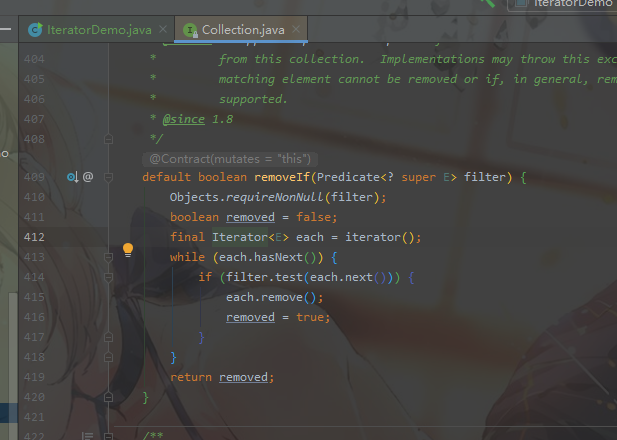 IteratorDemo
IteratorDemo.java
Collection.java
404 * from this collection. Implementations may throw this exc
405 * matching element cannot be removed or if, in general, rem
406 * supported.
407 * @since 1.8
408 */
@Contract(mutates = "this")
409 @ default boolean removeIf(Predicate<? super E> filter) {
410 Objects.requireNonNull(filter);
411 boolean removed = false;
412 final Iterator<E> each = iterator();
413 while (each.hasNext()) {
414 if (filter.test(each.next())) {
415 each.remove();
416 removed = true;
417 }
418 }
419 return removed;
420 }
421
422 /**